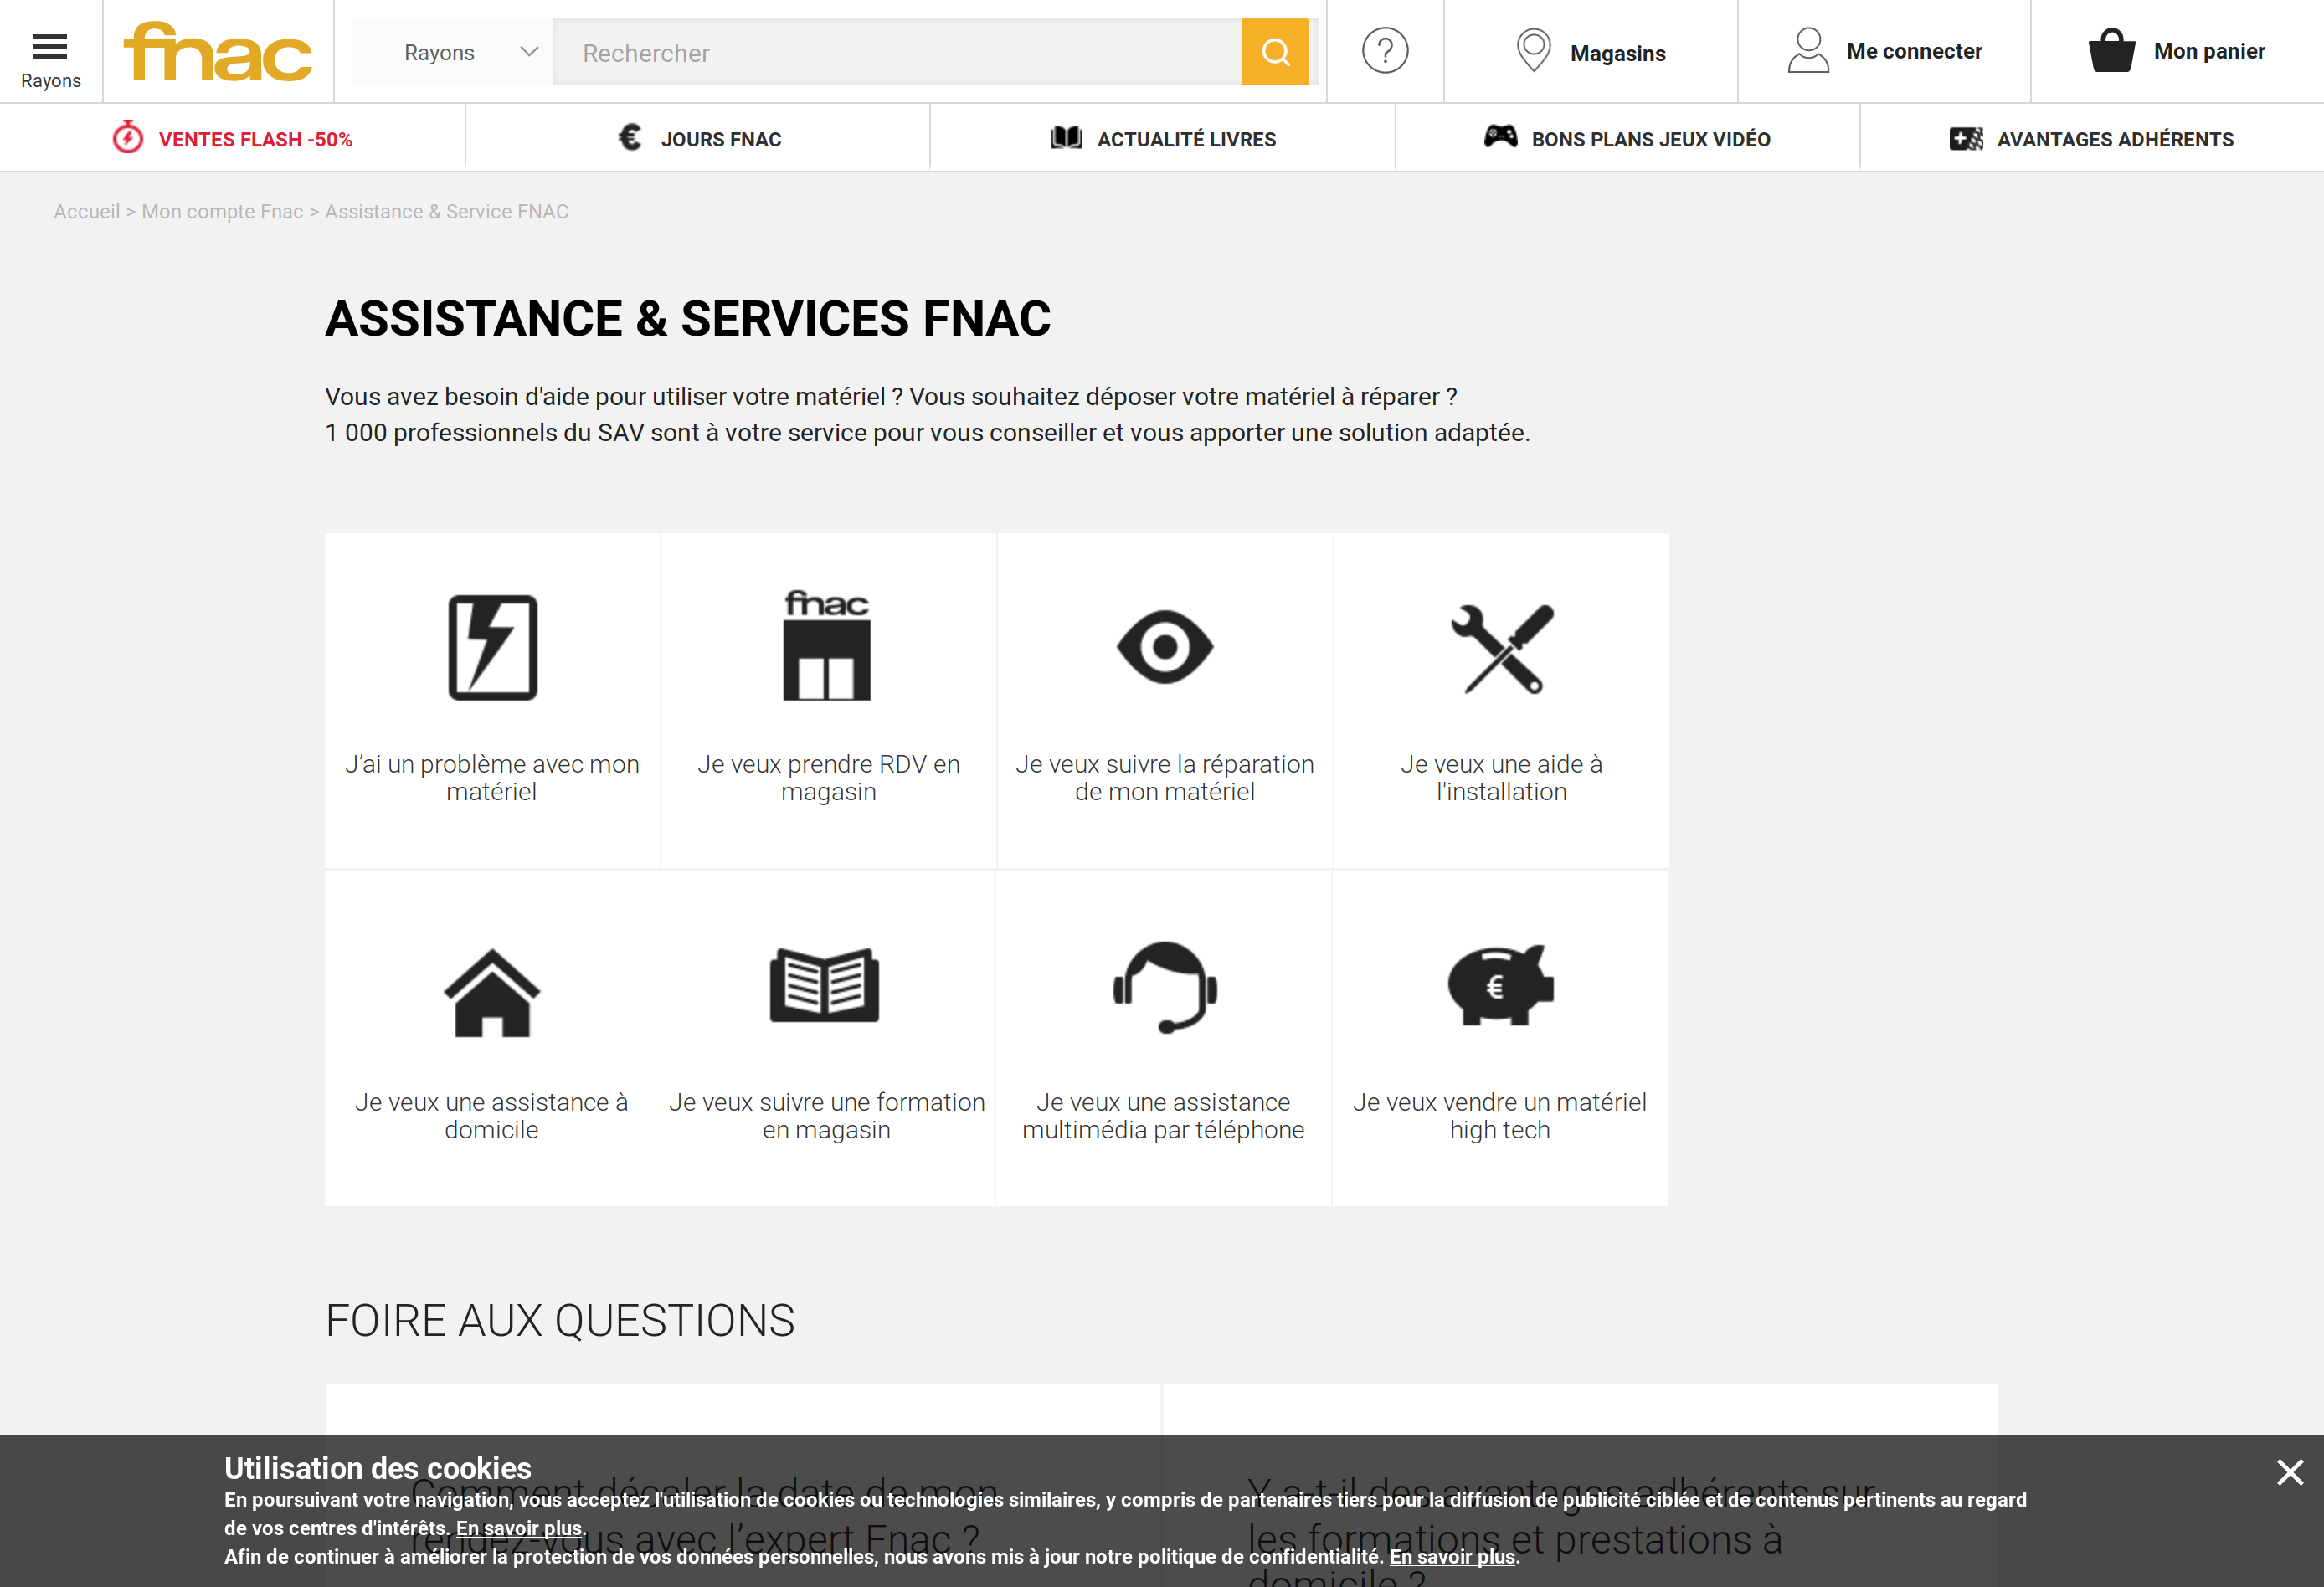 Rayons
fnac
Rayons
Rechercher
?
Magasins
Me connecter
Mon panier
VENTES FLASH -50%
€ JOURS FNAC
ACTUALITÉ LIVRES
BONS PLANS JEUX VIDÉO
AVANTAGES ADHÉRENTS
Accueil > Mon compte Fnac > Assistance & Service FNAC
ASSISTANCE & SERVICES FNAC
Vous avez besoin d'aide pour utiliser votre matériel ? Vous souhaitez déposer votre matériel à réparer ?
1 000 professionnels du SAV sont à votre service pour vous conseiller et vous apporter une solution adaptée.
fnac
J’ai un problème avec mon
matériel
Je veux prendre RDV en
magasin
Je veux suivre la réparation
de mon matériel
Je veux une aide à
l'installation
€
Je veux une assistance à
domicile
Je veux suivre une formation
en magasin
Je veux une assistance
multimédia par téléphone
Je veux vendre un matériel
high tech
FOIRE AUX QUESTIONS
Comment décaler la date de mon
rendez-vous avec l’expert Fnac ?
Y a-t-il des avantages adhérents sur
les formations et prestations à
domicile ?
Utilisation des cookies
En poursuivant votre navigation, vous acceptez l'utilisation de cookies ou technologies similaires, y compris de partenaires tiers pour la diffusion de publicité ciblée et de contenus pertinents au regard
de vos centres d'intérêts. En savoir plus.
Afin de continuer à améliorer la protection de vos données personnelles, nous avons mis à jour notre politique de confidentialité. En savoir plus.